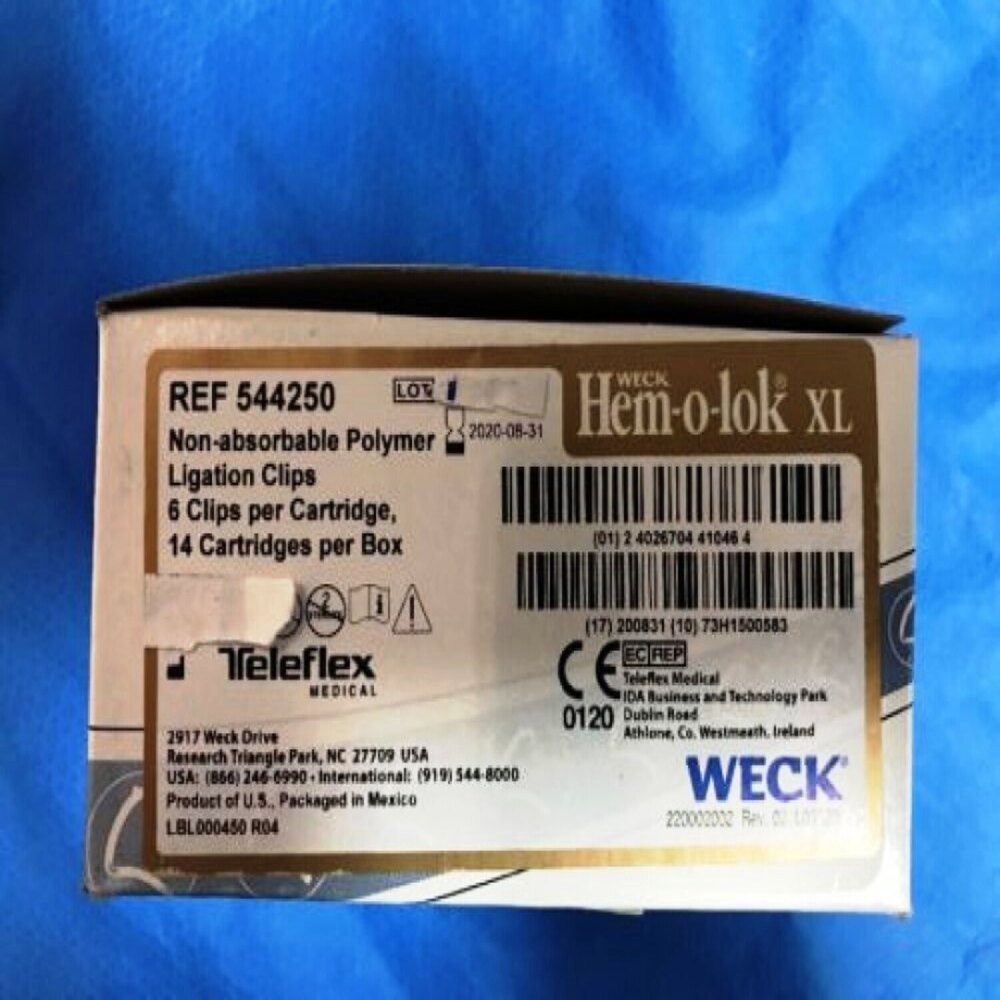 REF 544250
LOT
2020-08-31
WECK
Hem-o-lok® XL
Non-absorbable Polymer
Ligation Clips
6 Clips per Cartridge,
14 Cartridges per Box
(01) 2 4026704 41046 4
(17) 200831 (10) 73H1500583
2
Teleflex
MEDICAL
CE
0120
EC REP
Teleflex Medical
IDA Business and Technology Park
Dublin Road
Athlone, Co. Westmeath, Ireland
2917 Weck Drive
Research Triangle Park, NC 27709 USA
USA: (866) 246-6990 • International: (919) 544-8000
Product of U.S., Packaged in Mexico
LBL000450 R04
WECK®
220002002 Rev.